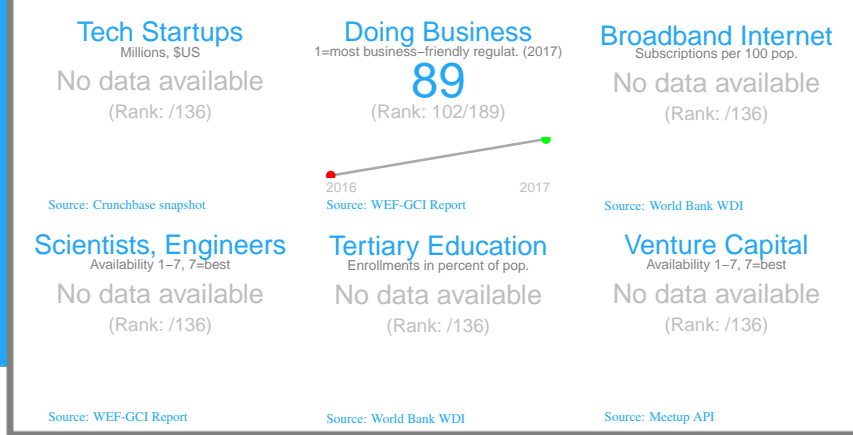 Tech Startups
Millions, $US
No data available
(Rank: /136)
Source: Crunchbase snapshot
Doing Business
1=most business−friendly regulat. (2017)
89
(Rank: 102/189)
2016 2017
Source: WEF-GCI Report
Broadband Internet
Subscriptions per 100 pop.
No data available
(Rank: /136)
Source: World Bank WDI
Scientists, Engineers
Availability 1−7, 7=best
No data available
(Rank: /136)
Source: WEF-GCI Report
Tertiary Education
Enrollments in percent of pop.
No data available
(Rank: /136)
Source: World Bank WDI
Venture Capital
Availability 1−7, 7=best
No data available
(Rank: /136)
Source: Meetup API